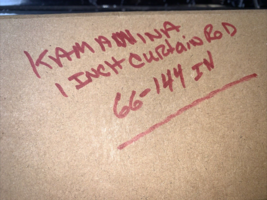 KAMANINA
1 INCH CURTAIN ROD
66-144 IN